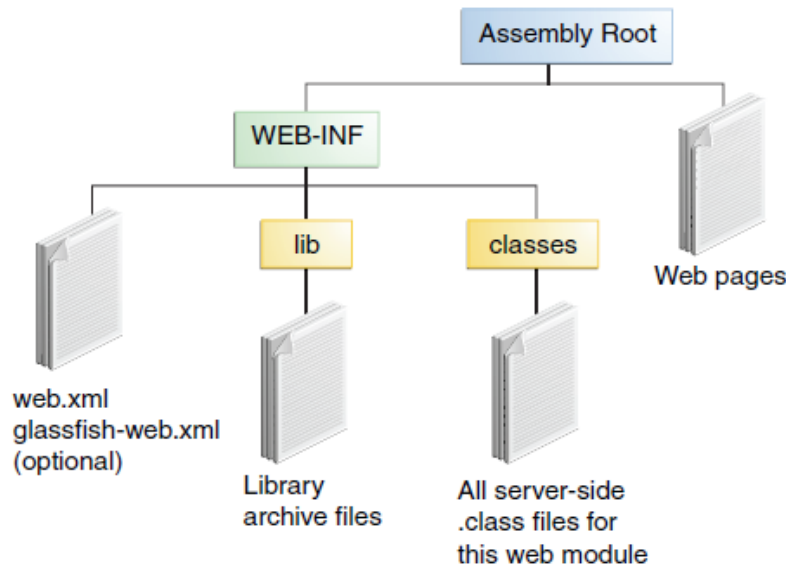 Assembly Root
WEB-INF
lib
classes
Web pages
web.xml
glassfish-web.xml
(optional)
Library
archive files
All server-side
.class files for
this web module